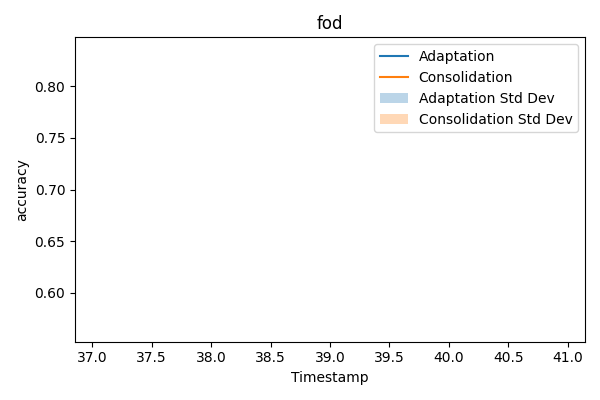 fod
Adaptation
Consolidation
Adaptation Std Dev
Consolidation Std Dev
accuracy
0.80
0.75
0.70
0.65
0.60
37.0 37.5 38.0 38.5 39.0 39.5 40.0 40.5 41.0
Timestamp